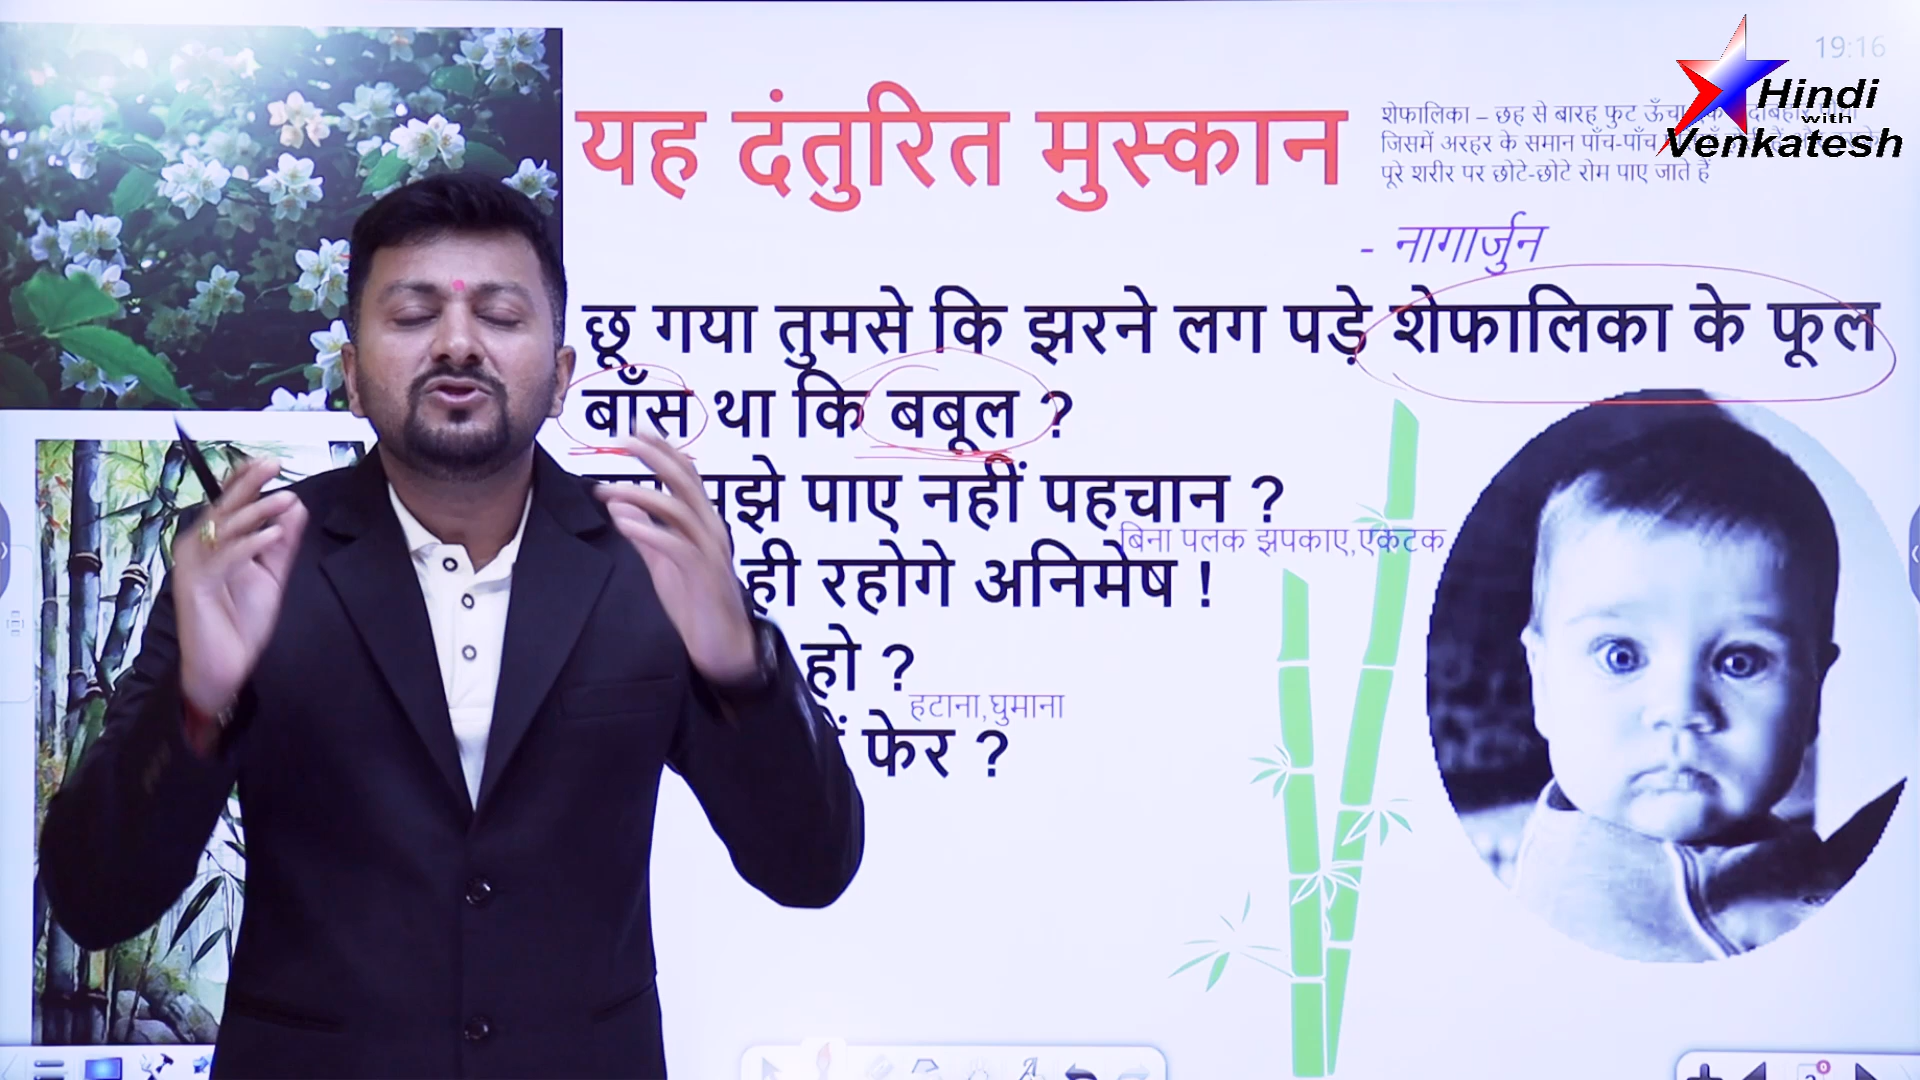 19:16
Hindi
with
Venkatesh
यह दंतुरित मुस्कान
शेफालिका – छह से बारह फुट ऊँचा
जिसमें अरहर के समान पाँच-पाँच
पूरे शरीर पर छोटे-छोटे रोम पाए जाते हैं
- नागार्जुन
छू गया तुमसे कि झरने लग पड़े शेफालिका के फूल
बाँस था कि बबूल ?
मुझे पाए नहीं पहचान ?
बिना पलक झपकाए,एकटक
ही रहोगे अनिमेष !
हो ?
हटाना,घुमाना
फेर ?